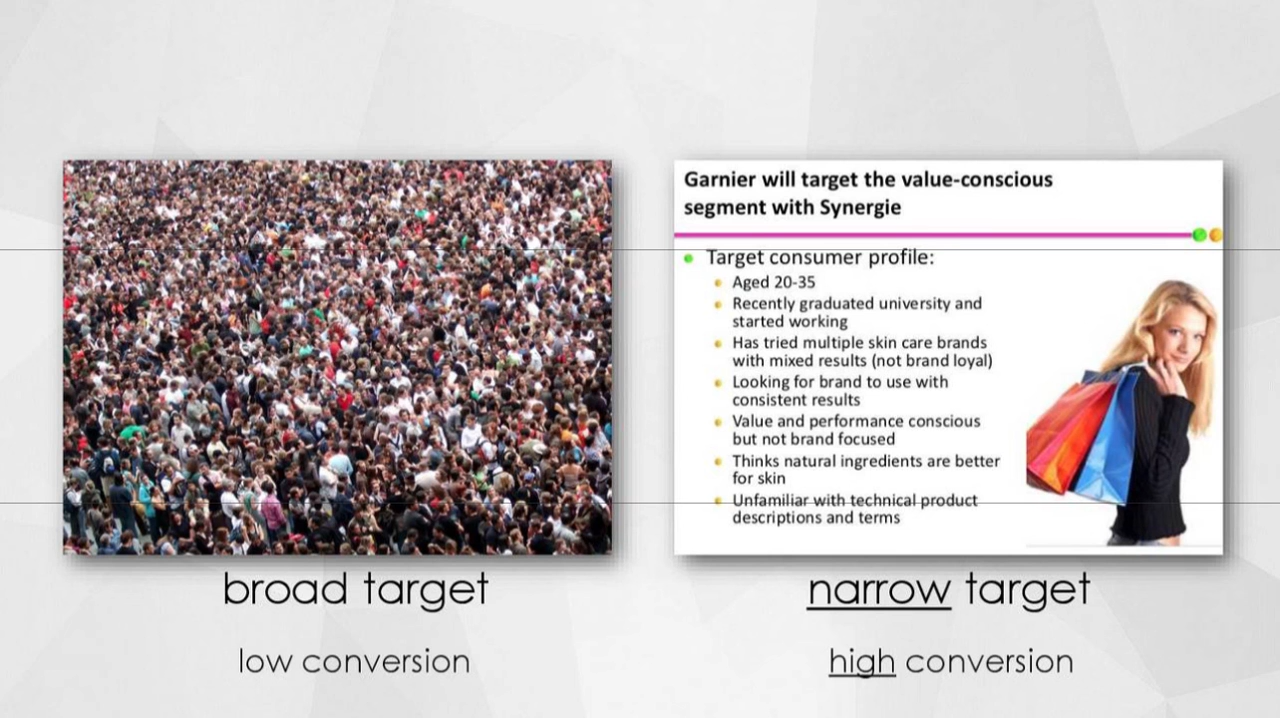 Garnier will target the value-conscious
segment with Synergie
Target consumer profile:
Aged 20-35
Recently graduated university and
started working
Has tried multiple skin care brands
with mixed results (not brand loyal)
Looking for brand to use with
consistent results
Value and performance conscious
but not brand focused
Thinks natural ingredients are better
for skin
Unfamiliar with technical product
descriptions and terms
broad target
low conversion
narrow target
high conversion